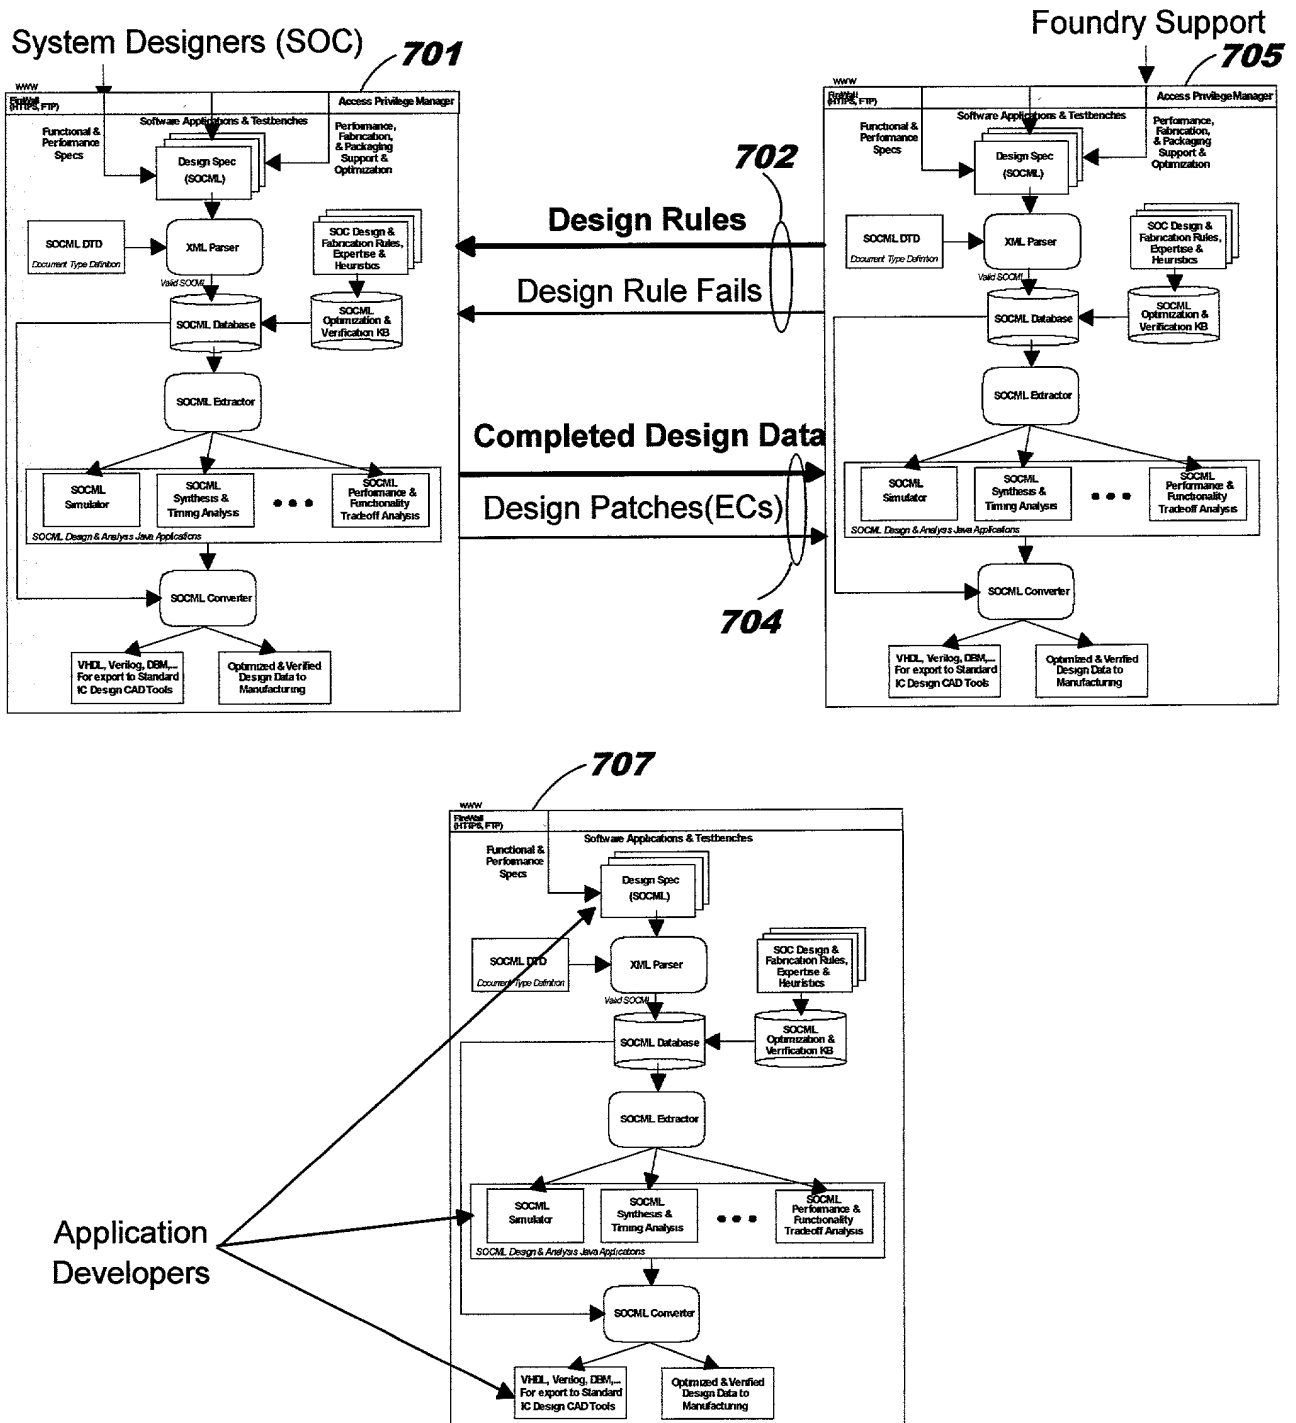 System Designers (SOC)
701
WWW
FireWall
(HTTPS, FTP)
Access Privilege Manager
Software Applications & Testbenches
Functional &
Performance
Specs
Performance,
Fabrication,
& Packaging
Support &
Optimization
Design Spec
(SOCML)
SOCML DTD
Document Type Definition
XML Parser
SOC Design &
Fabrication Rules,
Expertise &
Heuristics
Valid SOCML
SOCML Database
SOCML
Optimization &
Verification KB
SOCML Extractor
SOCML
Simulator
SOCML
Synthesis &
Timing Analysis
SOCML
Performance &
Functionality
Tradeoff Analysis
SOCML Design & Analysis Java Applications
SOCML Converter
VHDL, Verilog, DBM,...
For export to Standard
IC Design CAD Tools
Optimized & Verified
Design Data to
Manufacturing
702
Design Rules
Design Rule Fails
Completed Design Data
Design Patches(ECs)
704
Foundry Support
705
WWW
FireWall
(HTTPS, FTP)
Access Privilege Manager
Software Applications & Testbenches
Functional &
Performance
Specs
Performance,
Fabrication,
& Packaging
Support &
Optimization
Design Spec
(SOCML)
SOCML DTD
Document Type Definition
XML Parser
SOC Design &
Fabrication Rules,
Expertise &
Heuristics
Valid SOCML
SOCML Database
SOCML
Optimization &
Verification KB
SOCML Extractor
SOCML
Simulator
SOCML
Synthesis &
Timing Analysis
SOCML
Performance &
Functionality
Tradeoff Analysis
SOCML Design & Analysis Java Applications
SOCML Converter
VHDL, Verilog, DBM,...
For export to Standard
IC Design CAD Tools
Optimized & Verified
Design Data to
Manufacturing
707
WWW
FireWall
(HTTPS, FTP)
Software Applications & Testbenches
Functional &
Performance
Specs
Design Spec
(SOCML)
SOCML DTD
Document Type Definition
XML Parser
SOC Design &
Fabrication Rules,
Expertise &
Heuristics
Valid SOCML
SOCML Database
SOCML
Optimization &
Verification KB
SOCML Extractor
SOCML
Simulator
SOCML
Synthesis &
Timing Analysis
SOCML
Performance &
Functionality
Tradeoff Analysis
SOCML Design & Analysis Java Applications
Application
Developers
SOCML Converter
VHDL, Verilog, DBM,...
For export to Standard
IC Design CAD Tools
Optimized & Verified
Design Data to
Manufacturing